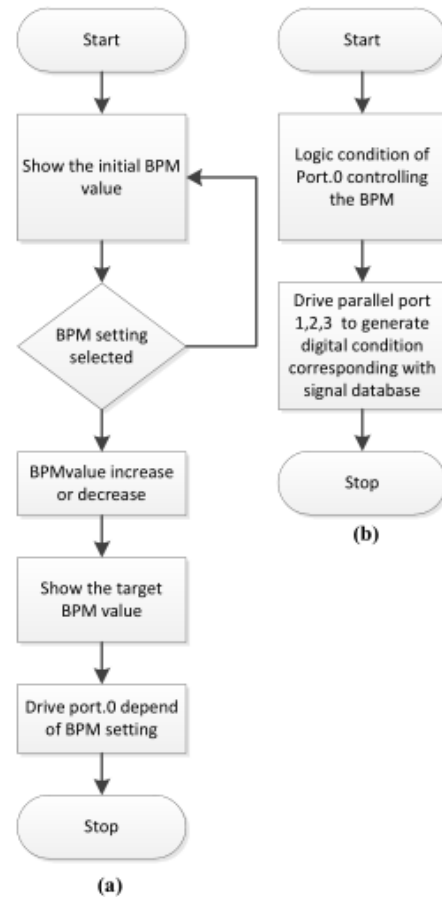 Start
Show the initial BPM
value
BPM setting
selected
BPMvalue increase
or decrease
Show the target
BPM value
Drive port.0 depend
of BPM setting
Stop
(a)
Start
Logic condition of
Port.0 controlling
the BPM
Drive parallel port
1,2,3 to generate
digital condition
corresponding with
signal database
Stop
(b)